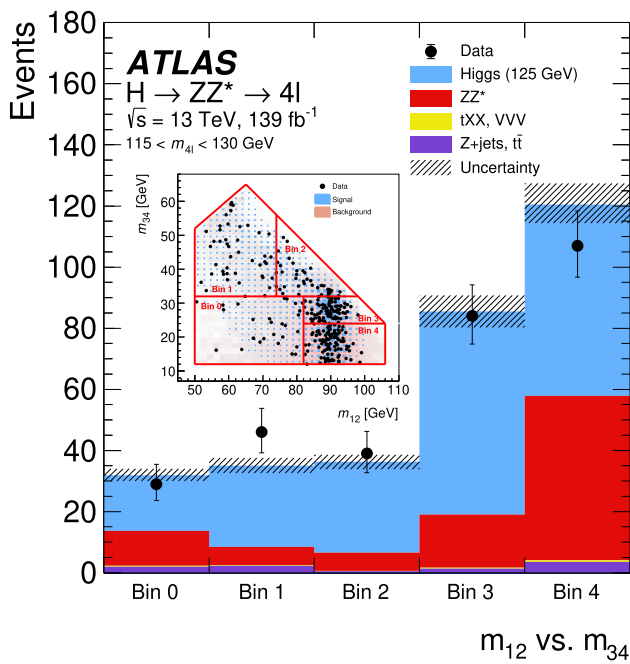 Events
180
160
140
120
100
80
60
40
20
0
ATLAS
H → ZZ* → 4l
√s = 13 TeV, 139 fb⁻¹
115 < m₄ₗ < 130 GeV
Data
Higgs (125 GeV)
ZZ*
tXX, VVV
Z+jets, tt̄
Uncertainty
m₃₄ [GeV]
60
50
40
30
20
10
Data
Signal
Background
Bin 2
Bin 1
Bin 0
Bin 3
Bin 4
50 60 70 80 90 100 110
m₁₂ [GeV]
Bin 0 Bin 1 Bin 2 Bin 3 Bin 4
m₁₂ vs. m₃₄